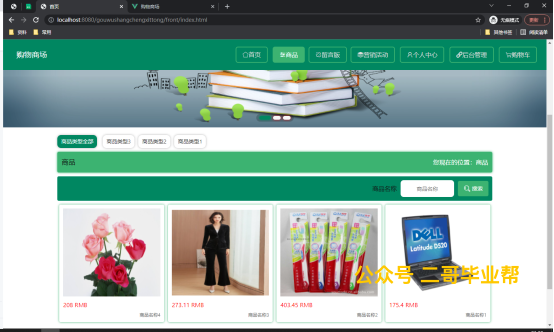 首页
购物商场
localhost:8080/gouwushangchengxittong/front/index.html
无痕模式
更新
资料
常用
其他书签
阅读清单
购物商场
首页
商品
留言版
营销活动
个人中心
后台管理
购物车
商品类型全部
商品类型3
商品类型2
商品类型1
商品
您现在的位置：商品
商品名称
商品名称
搜索
DELL
Latitude D520
公众号 二哥毕业帮
208 RMB
273.11 RMB
403.45 RMB
175.4 RMB
商品名称4
商品名称3
商品名称2
商品名称1